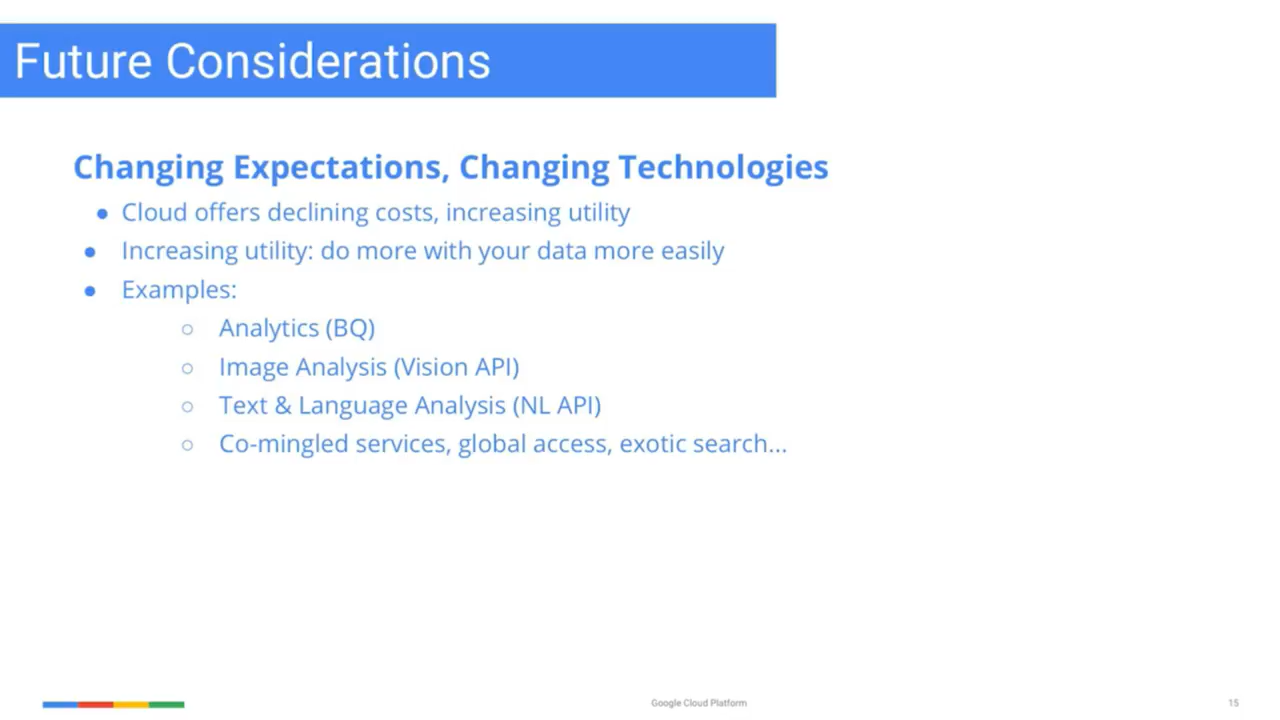 Future Considerations
Changing Expectations, Changing Technologies
● Cloud offers declining costs, increasing utility
● Increasing utility: do more with your data more easily
● Examples:
○ Analytics (BQ)
○ Image Analysis (Vision API)
○ Text & Language Analysis (NL API)
○ Co-mingled services, global access, exotic search...
Google Cloud Platform
15